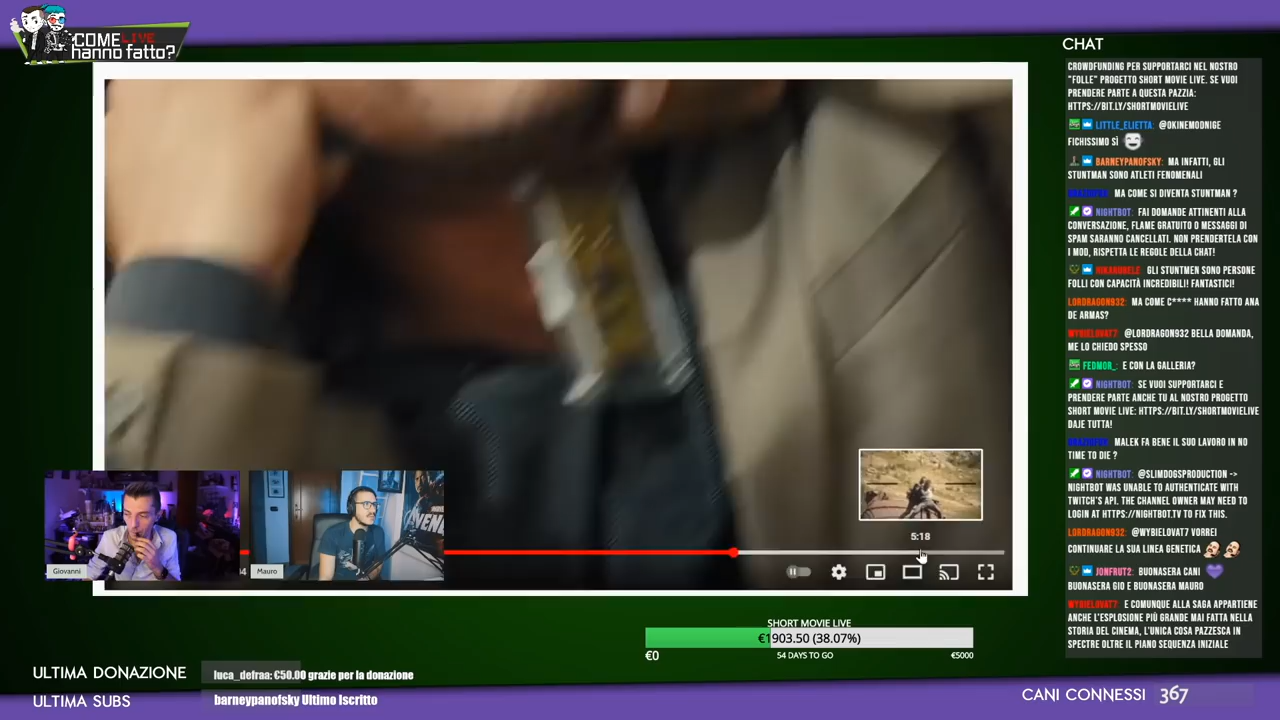 COME LIVE
hanno fatto?
CHAT
CROWDFUNDING PER SUPPORTARCI NEL NOSTRO
"FOLLE" PROGETTO SHORT MOVIE LIVE. SE VUOI
PRENDERE PARTE A QUESTA PAZZIA:
HTTPS://BIT.LY/SHORTMOVIELIVE
LITTLE_ELIETTA: @OKINEMODNIGE
FICHISSIMO SÌ
BARNEYPANOFSKY: MA INFATTI, GLI
STUNTMAN SONO ATLETI FENOMENALI
MA COME SI DIVENTA STUNTMAN ?
NIGHTBOT: FAI DOMANDE ATTINENTI ALLA
CONVERSAZIONE, FLAME GRATUITO O MESSAGGI DI
SPAM SARANNO CANCELLATI. NON PRENDERTELA CON
I MOD, RISPETTA LE REGOLE DELLA CHAT!
GLI STUNTMEN SONO PERSONE
FOLLI CON CAPACITÀ INCREDIBILI! FANTASTICI!
LORDRAGON932: MA COME C**** HANNO FATTO ANA
DE ARMAS?
WYBIELOVAT7: @LORDRAGON932 BELLA DOMANDA,
ME LO CHIEDO SPESSO
FEDMOR_: E CON LA GALLERIA?
NIGHTBOT: SE VUOI SUPPORTARCI E
PRENDERE PARTE ANCHE TU AL NOSTRO PROGETTO
SHORT MOVIE LIVE: HTTPS://BIT.LY/SHORTMOVIELIVE
DAJE TUTTA!
MALEK FA BENE IL SUO LAVORO IN NO
TIME TO DIE ?
NIGHTBOT: @SLIMDOGSPRODUCTION ->
NIGHTBOT WAS UNABLE TO AUTHENTICATE WITH
TWITCH'S API. THE CHANNEL OWNER MAY NEED TO
LOGIN AT HTTPS://NIGHTBOT.TV TO FIX THIS.
LORDRAGON932: @WYBIELOVAT7 VORREI
CONTINUARE LA SUA LINEA GENETICA
JONFRUT2: BUONASERA CANI
BUONASERA GIO E BUONASERA MAURO
WYBIELOVAT7: E COMUNQUE ALLA SAGA APPARTIENE
ANCHE L'ESPLOSIONE PIÙ GRANDE MAI FATTA NELLA
STORIA DEL CINEMA, L'UNICA COSA PAZZESCA IN
SPECTRE OLTRE IL PIANO SEQUENZA INIZIALE
5:18
Giovanni
Mauro
SHORT MOVIE LIVE
€1903.50 (38.07%)
€0
54 DAYS TO GO
€5000
ULTIMA DONAZIONE
luca_defraa: €50.00 grazie per la donazione
ULTIMA SUBS
barneypanofsky Ultimo Iscritto
CANI CONNESSI
367